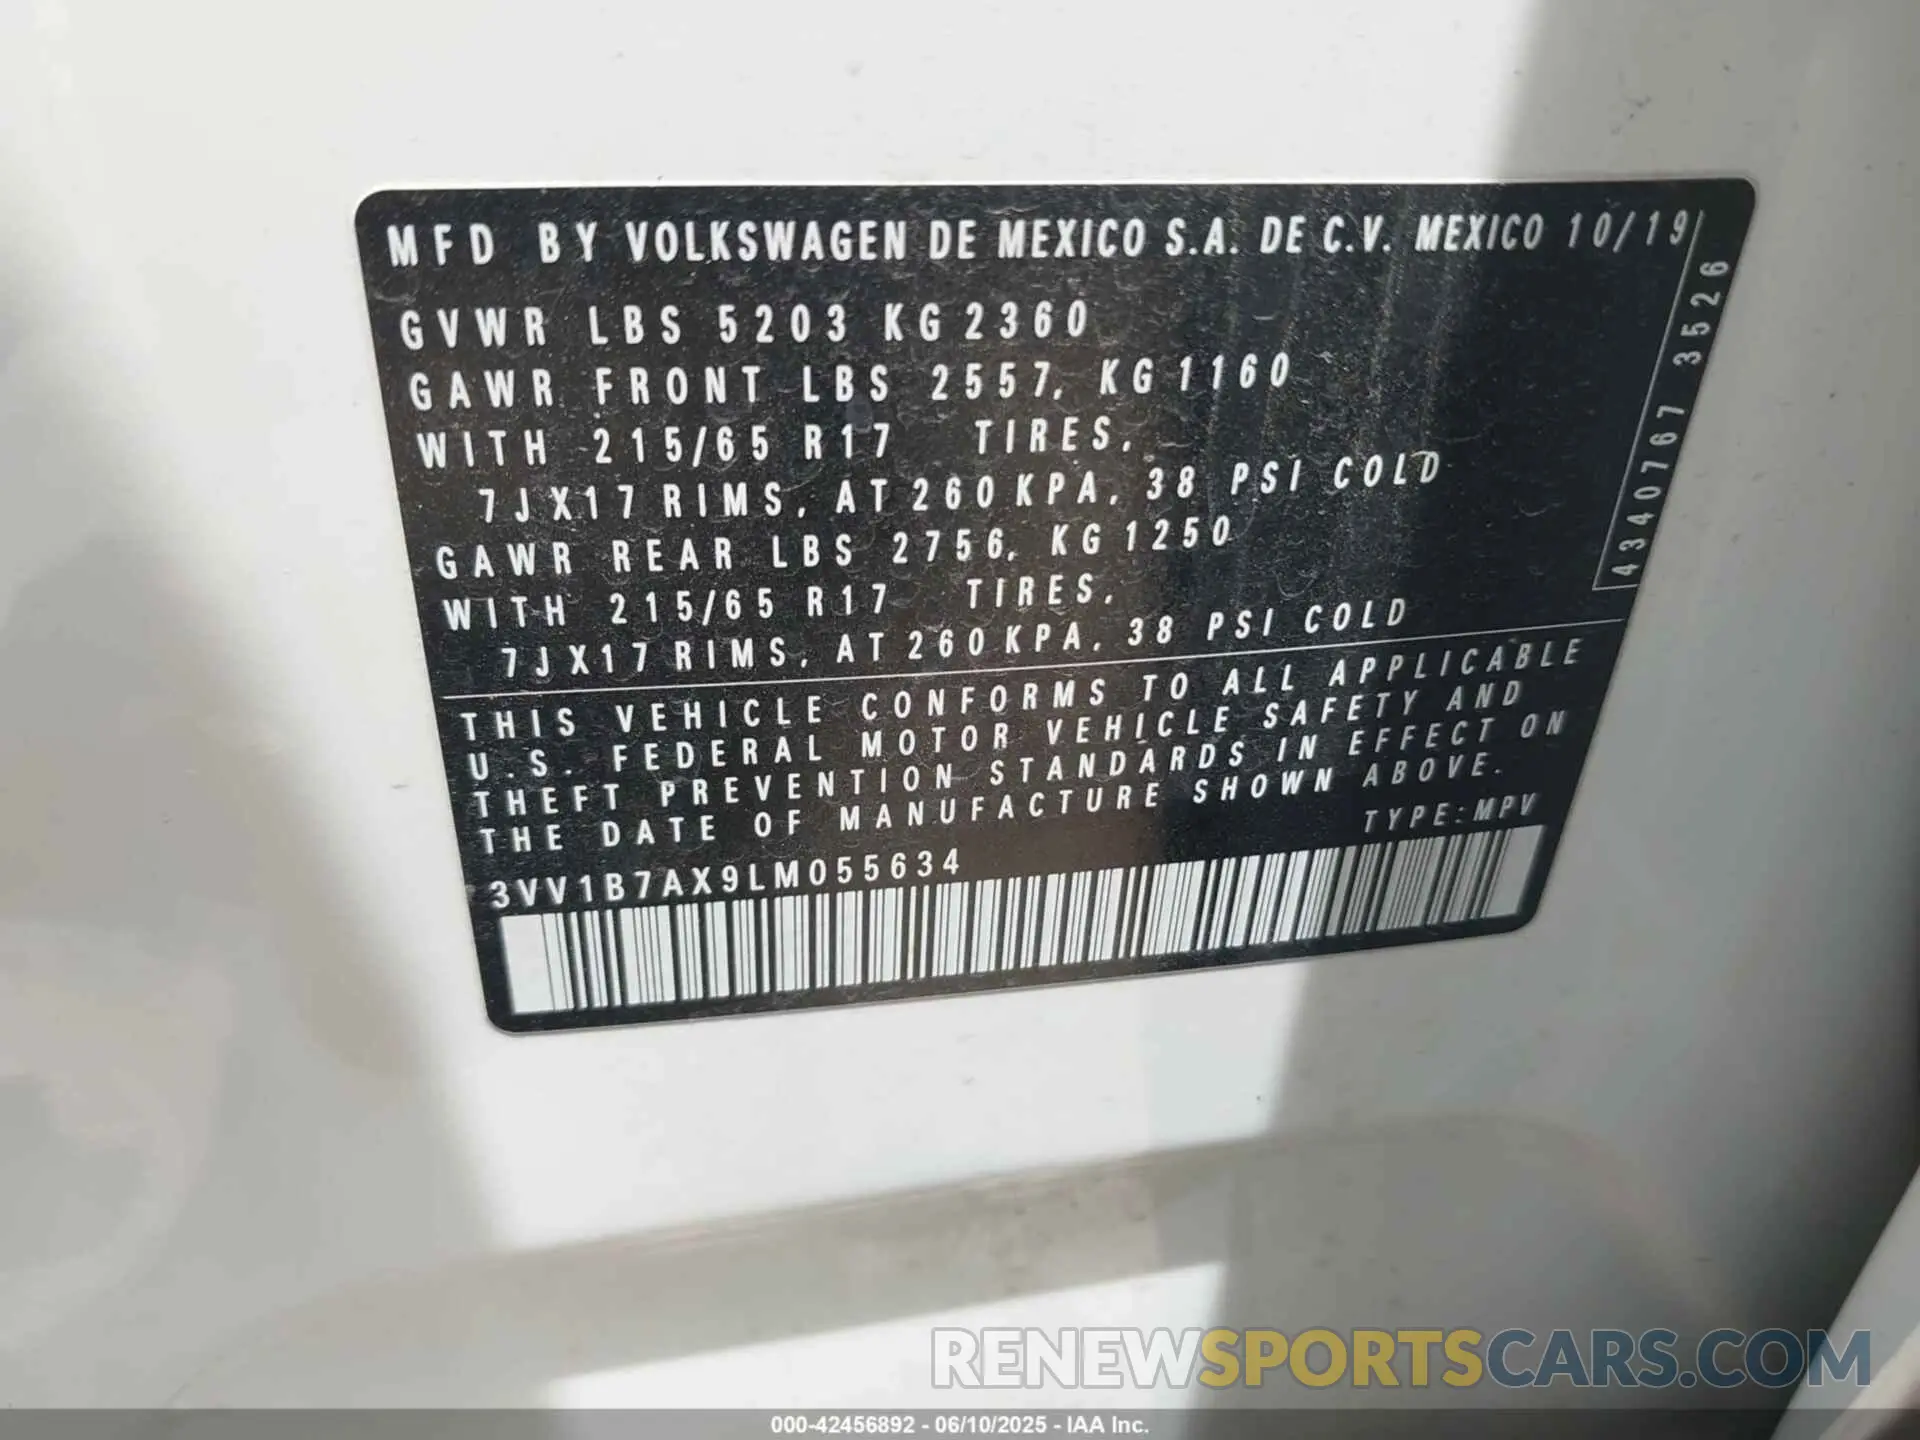 MFD BY VOLKSWAGEN DE MEXICO S.A. DE C.V. MEXICO 10/19
GVWR LBS 5203 KG 2360
GAWR FRONT LBS 2557, KG 1160
WITH 215/65 R17 TIRES,
7JX17 RIMS, AT 260 KPA, 38 PSI COLD
GAWR REAR LBS 2756, KG 1250
WITH 215/65 R17 TIRES,
7JX17 RIMS, AT 260 KPA, 38 PSI COLD
4340767 3526
THIS VEHICLE CONFORMS TO ALL APPLICABLE
U.S. FEDERAL MOTOR VEHICLE SAFETY AND
THEFT PREVENTION STANDARDS IN EFFECT ON
THE DATE OF MANUFACTURE SHOWN ABOVE.
TYPE:MPV
3VV1B7AX9LM055634
RENEWSPORTSCARS.COM
000-42456892 - 06/10/2025 - IAA Inc.